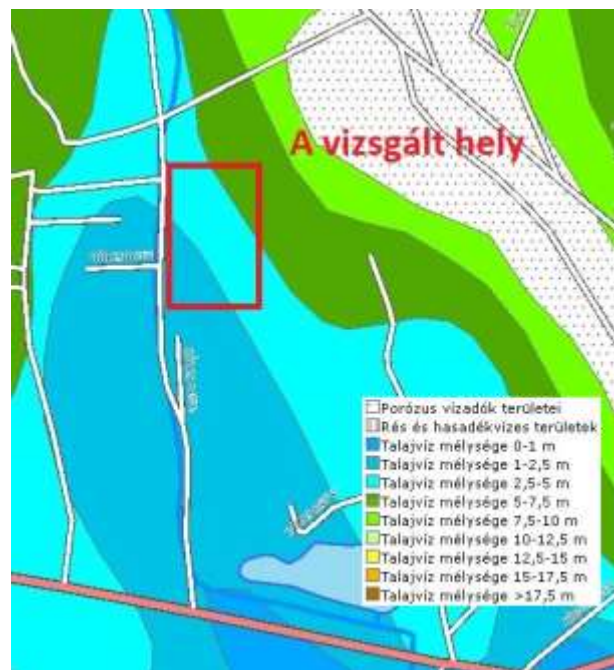 A vizsgált hely
Porózus vízadók területei
Rés és hasadékvizes területek
Talajvíz mélysége 0-1 m
Talajvíz mélysége 1-2,5 m
Talajvíz mélysége 2,5-5 m
Talajvíz mélysége 5-7,5 m
Talajvíz mélysége 7,5-10 m
Talajvíz mélysége 10-12,5 m
Talajvíz mélysége 12,5-15 m
Talajvíz mélysége 15-17,5 m
Talajvíz mélysége >17,5 m